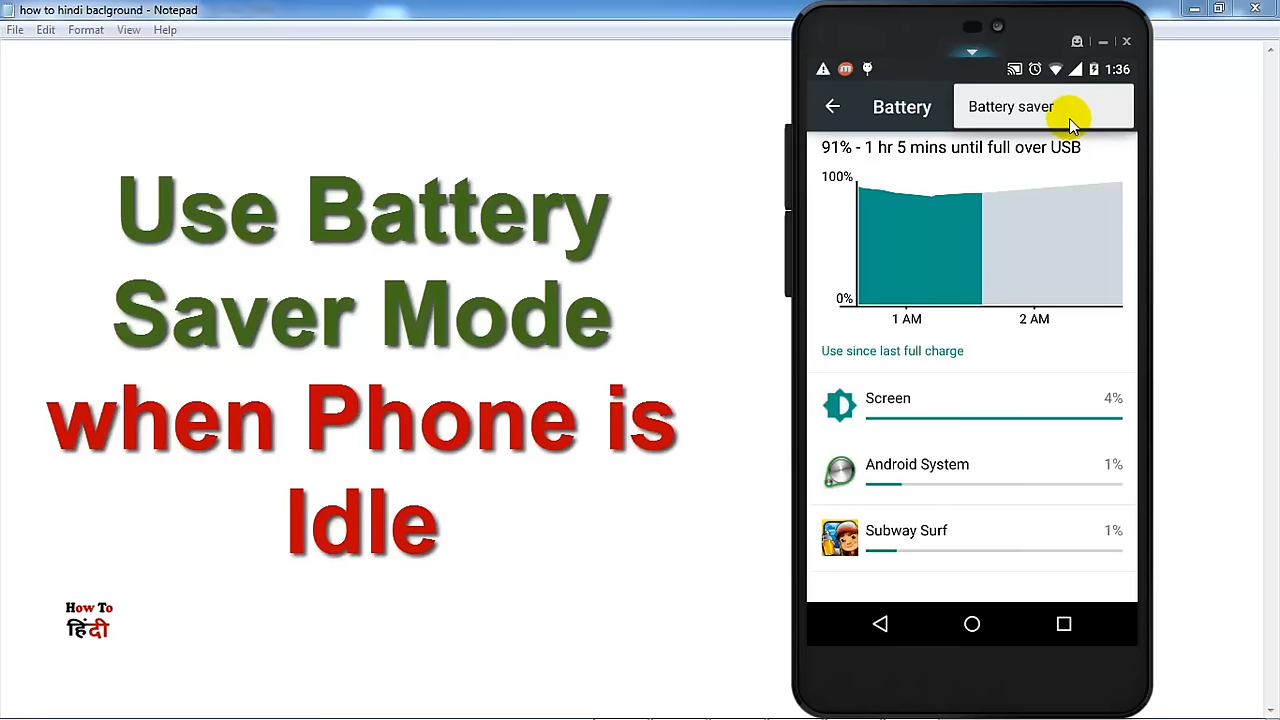 how to hindi baclground - Notepad
File Edit Format View Help
Use Battery
Saver Mode
when Phone is
Idle
How To
हिंदी
1:36
Battery
Battery saver
91% - 1 hr 5 mins until full over USB
100%
0%
1 AM 2 AM
Use since last full charge
Screen 4%
Android System 1%
Subway Surf 1%